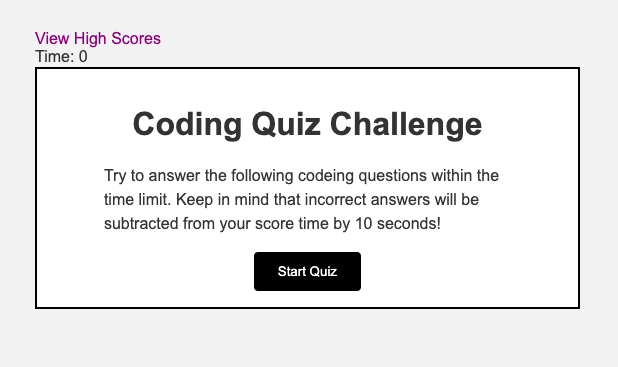 View High Scores
Time: 0
Coding Quiz Challenge
Try to answer the following codeing questions within the
time limit. Keep in mind that incorrect answers will be
subtracted from your score time by 10 seconds!
Start Quiz